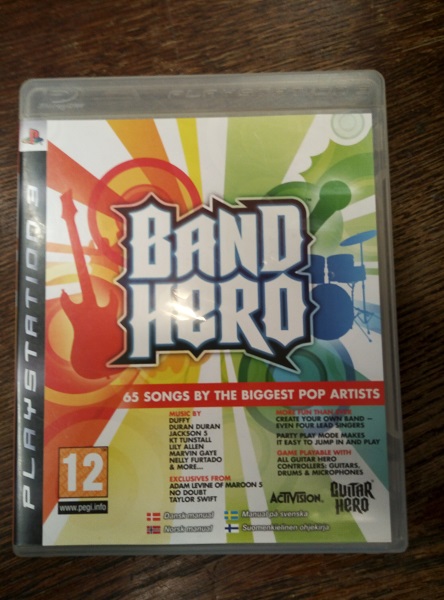 PLAYSTATION 3
BAND
HERO
65 SONGS BY THE BIGGEST POP ARTISTS
MUSIC BY
DUFFY
DURAN DURAN
JACKSON 5
KT TUNSTALL
LILY ALLEN
MARVIN GAYE
NELLY FURTADO
& MORE...
EXCLUSIVES FROM
ADAM LEVINE OF MAROON 5
NO DOUBT
TAYLOR SWIFT
MORE FUN THAN EVER
CREATE YOUR OWN BAND –
EVEN FOUR LEAD SINGERS
PARTY PLAY MODE MAKES
IT EASY TO JUMP IN AND PLAY
GAME PLAYABLE WITH
ALL GUITAR HERO
CONTROLLERS: GUITARS,
DRUMS & MICROPHONES
12
www.pegi.info
ACTIVISION.
GUITAR
HERO
Dansk manual
Manual på svenska
Norsk manual
Suomenkielinen ohjekirja